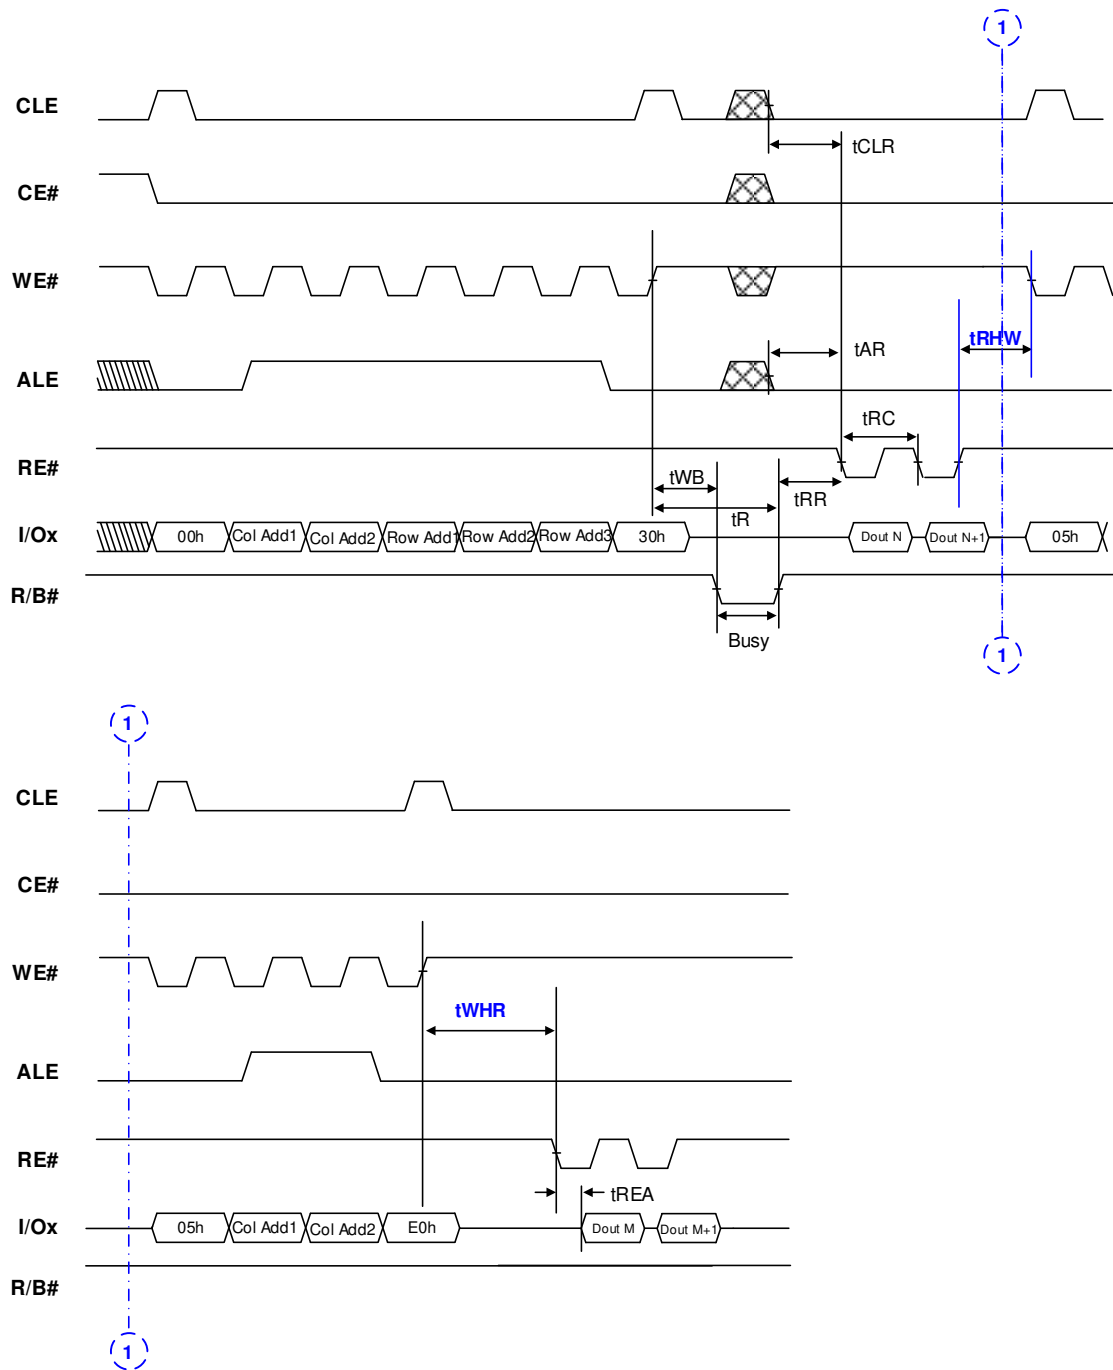 1
CLE
tCLR
CE#
WE#
tRHW
ALE
tAR
tRC
RE#
tWB
tRR
tR
I/Ox 00h Col Add1 Col Add2 Row Add1 Row Add2 Row Add3 30h Dout N Dout N+1 05h
R/B#
Busy
1
1
CLE
CE#
WE#
tWHR
ALE
RE#
tREA
I/Ox 05h Col Add1 Col Add2 E0h Dout M Dout M+1
R/B#
1